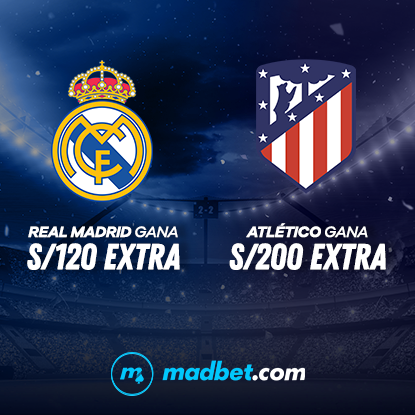 REAL MADRID GANA
S/120 EXTRA
ATLÉTICO GANA
S/200 EXTRA
m madbet.com